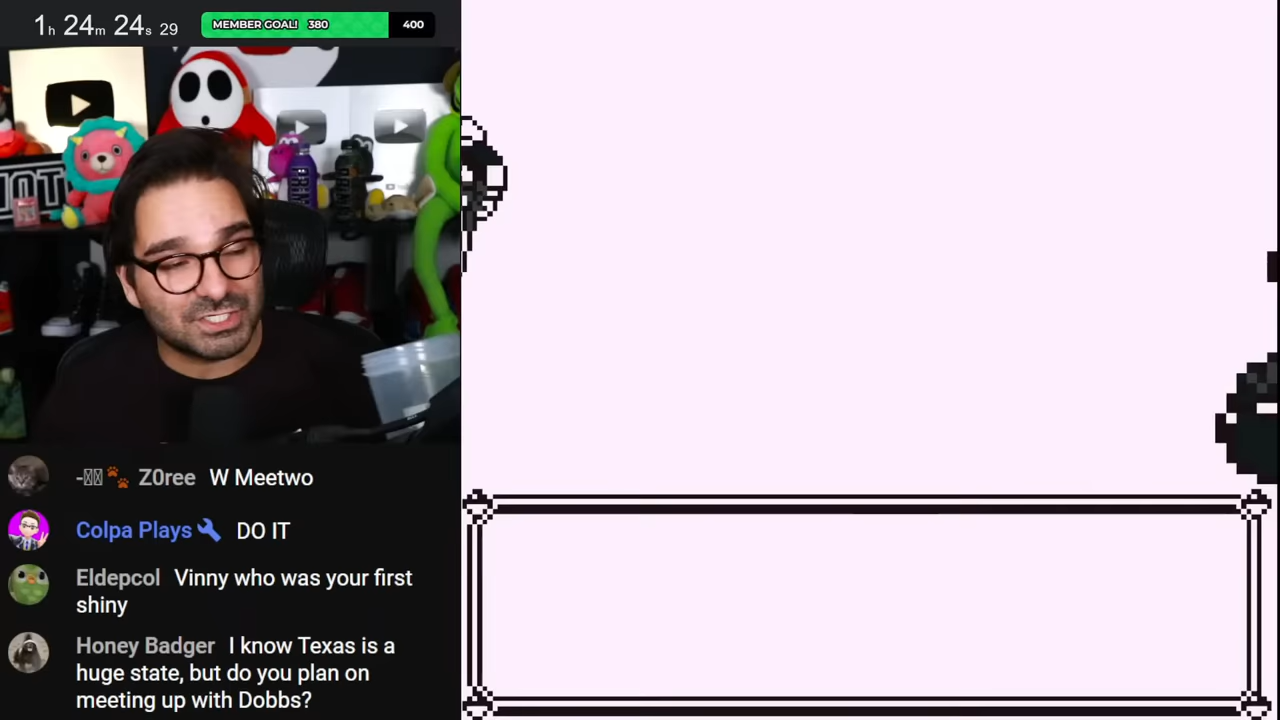 1h 24m 24s 29
MEMBER GOAL! 380 400
Z0ree W Meetwo
Colpa Plays DO IT
Eldepcol Vinny who was your first
shiny
Honey Badger I know Texas is a
huge state, but do you plan on
meeting up with Dobbs?